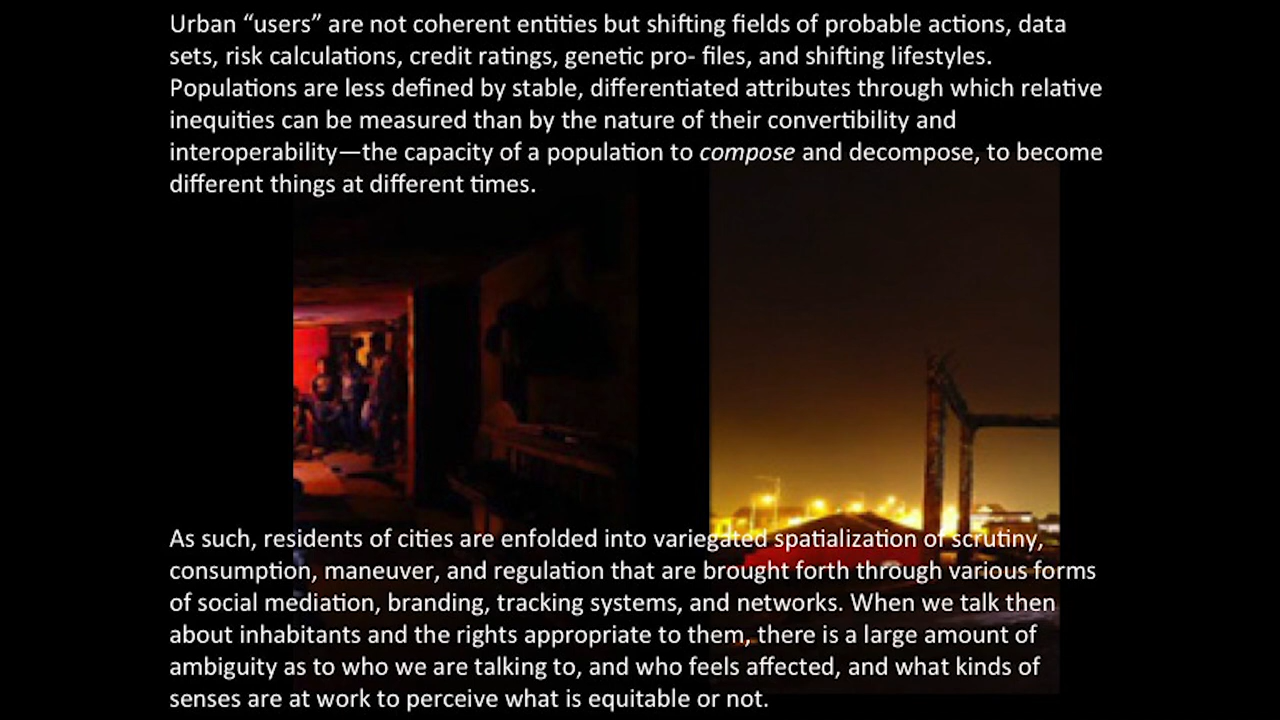 Urban “users” are not coherent entities but shifting fields of probable actions, data
sets, risk calculations, credit ratings, genetic pro- files, and shifting lifestyles.
Populations are less defined by stable, differentiated attributes through which relative
inequities can be measured than by the nature of their convertibility and
interoperability—the capacity of a population to compose and decompose, to become
different things at different times.
As such, residents of cities are enfolded into variegated spatialization of scrutiny,
consumption, maneuver, and regulation that are brought forth through various forms
of social mediation, branding, tracking systems, and networks. When we talk then
about inhabitants and the rights appropriate to them, there is a large amount of
ambiguity as to who we are talking to, and who feels affected, and what kinds of
senses are at work to perceive what is equitable or not.